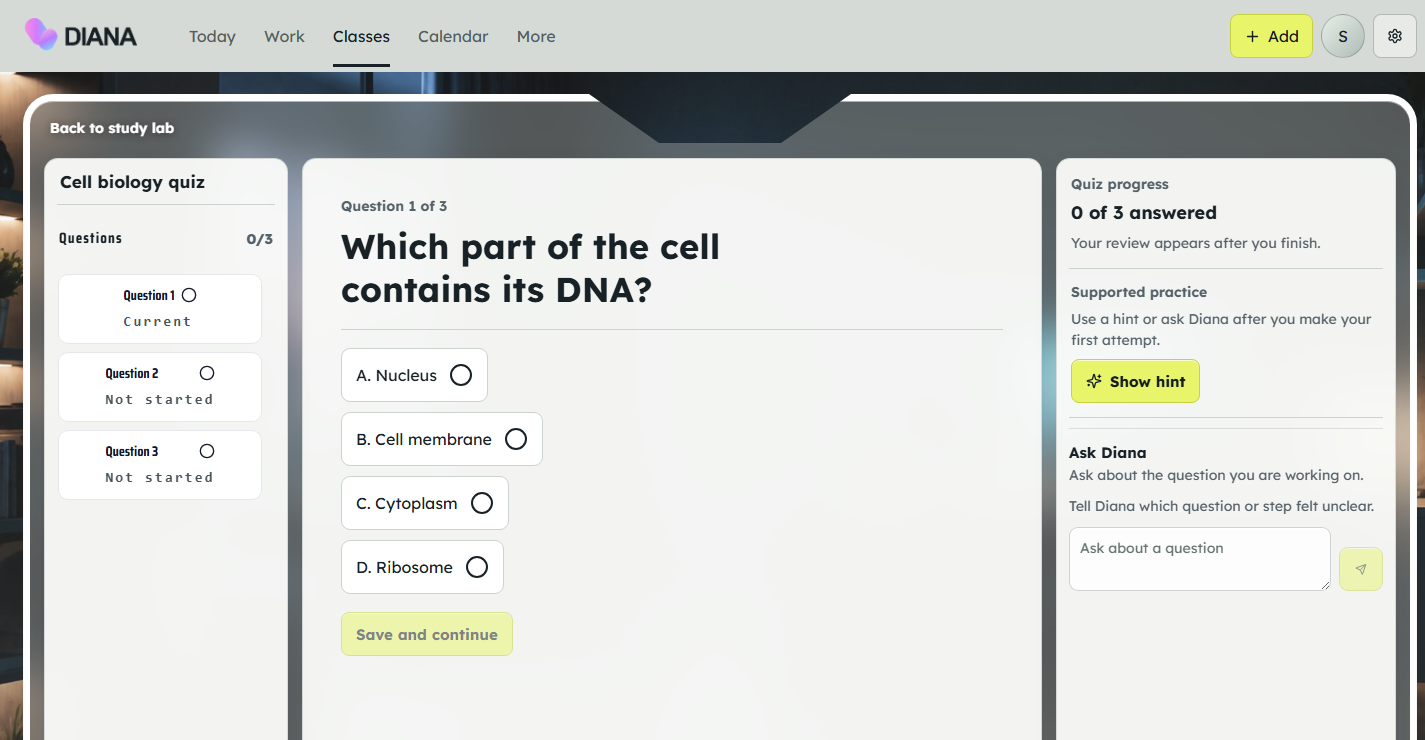 DIANA
Today
Work
Classes
Calendar
More
+ Add
S
Back to study lab
Cell biology quiz
Questions
0/3
Question 1
Current
Question 2
Not started
Question 3
Not started
Question 1 of 3
Which part of the cell
contains its DNA?
A. Nucleus
B. Cell membrane
C. Cytoplasm
D. Ribosome
Save and continue
Quiz progress
0 of 3 answered
Your review appears after you finish.
Supported practice
Use a hint or ask Diana after you make your
first attempt.
Show hint
Ask Diana
Ask about the question you are working on.
Tell Diana which question or step felt unclear.
Ask about a question